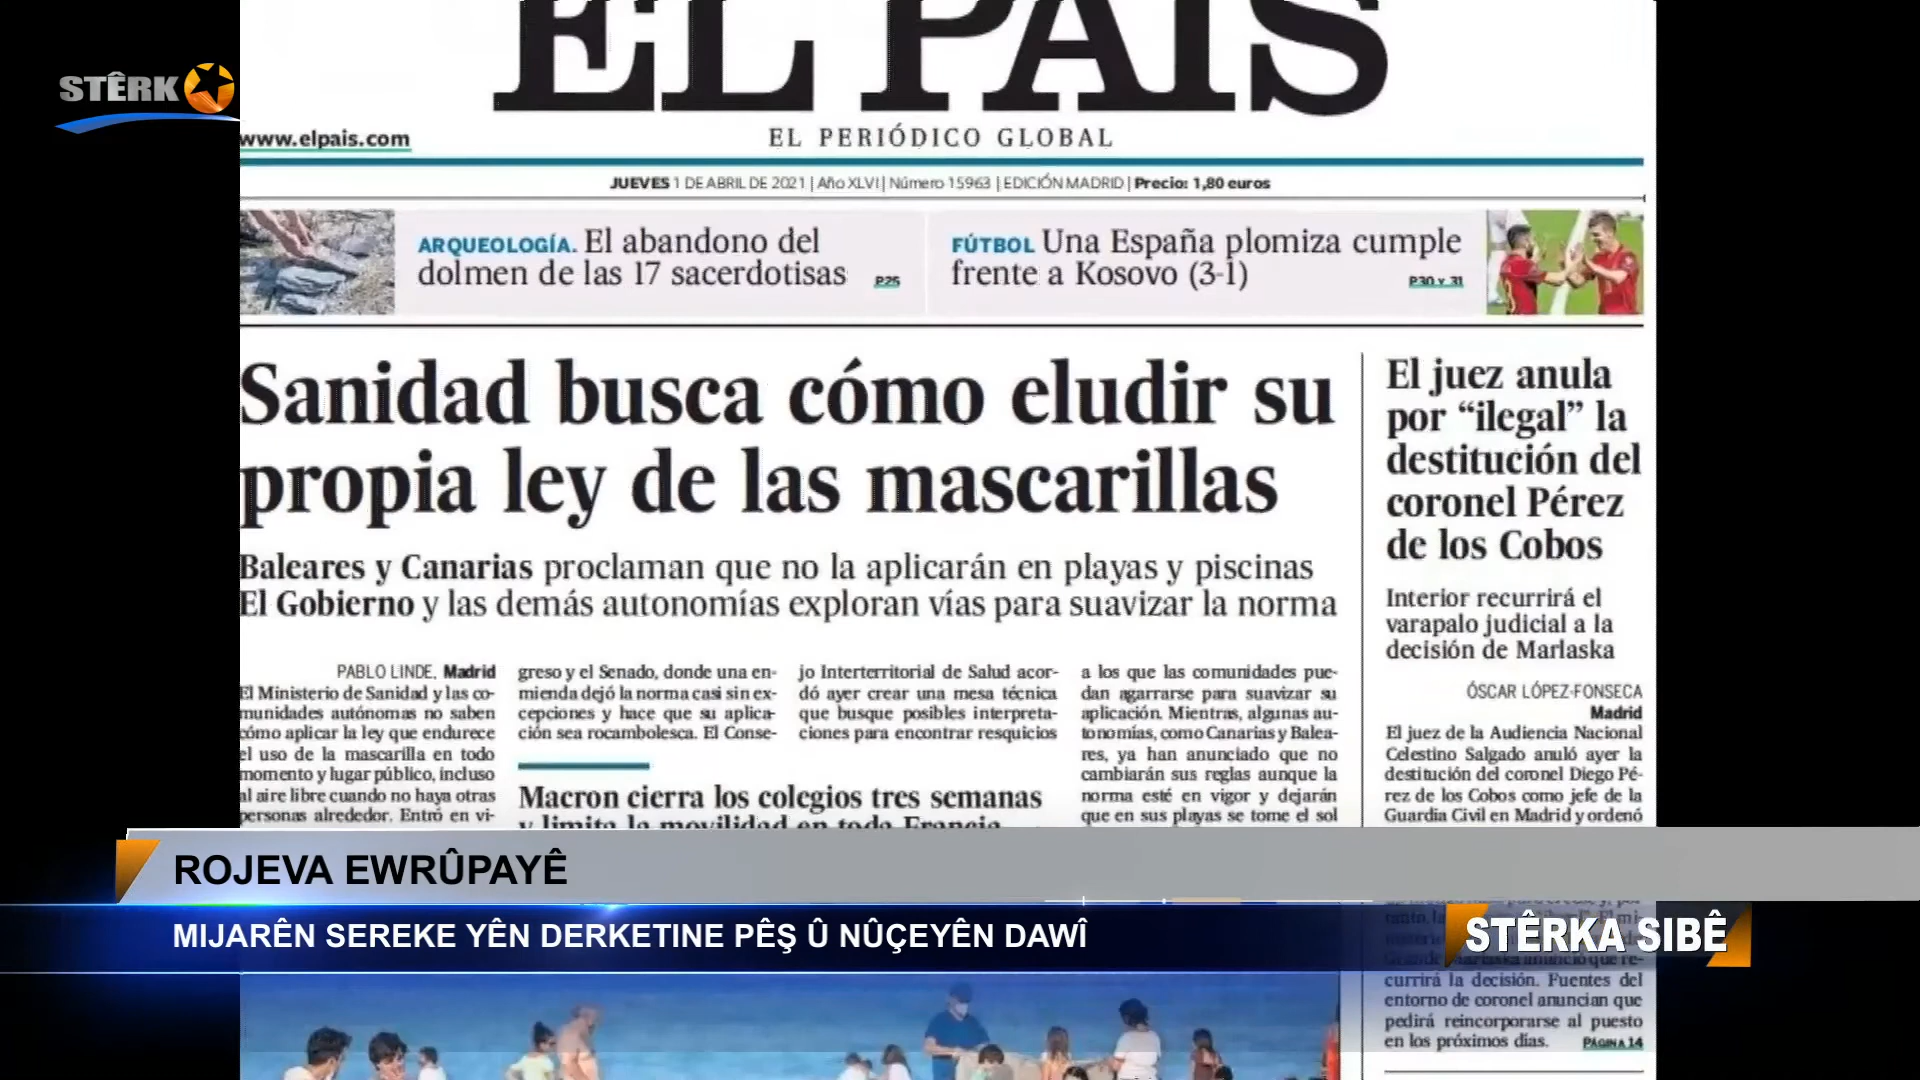 STÊRK
EL PAÍS
www.elpais.com
EL PERIÓDICO GLOBAL
JUEVES 1 DE ABRIL DE 2021 | Año XLVI | Número 15963 | EDICIÓN MADRID | Precio: 1,80 euros
ARQUEOLOGÍA. El abandono del
dolmen de las 17 sacerdotisas P25
FÚTBOL Una España plomiza cumple
frente a Kosovo (3-1) P30 y 31
Sanidad busca cómo eludir su
propia ley de las mascarillas
Baleares y Canarias proclaman que no la aplicarán en playas y piscinas
El Gobierno y las demás autonomías exploran vías para suavizar la norma
PABLO LINDE, Madrid
El Ministerio de Sanidad y las co-
munidades autónomas no saben
cómo aplicar la ley que endurece
el uso de la mascarilla en todo
momento y lugar público, incluso
al aire libre cuando no haya otras
personas alrededor. Entró en vi-
greso y el Senado, donde una en-
mienda dejó la norma casi sin ex-
cepciones y hace que su aplica-
ción sea rocambolesca. El Conse-
jo Interterritorial de Salud acor-
dó ayer crear una mesa técnica
que busque posibles interpreta-
ciones para encontrar resquicios
a los que las comunidades pue-
dan agarrarse para suavizar su
aplicación. Mientras, algunas au-
tonomías, como Canarias y Balea-
res, ya han anunciado que no
cambiarán sus reglas aunque la
norma esté en vigor y dejarán
que en sus playas se tome el sol
Macron cierra los colegios tres semanas
y limita la movilidad en toda Francia
El juez anula
por “ilegal” la
destitución del
coronel Pérez
de los Cobos
Interior recurrirá el
varapalo judicial a la
decisión de Marlaska
ÓSCAR LÓPEZ-FONSECA
Madrid
El juez de la Audiencia Nacional
Celestino Salgado anuló ayer la
destitución del coronel Diego Pé-
rez de los Cobos como jefe de la
Guardia Civil en Madrid y ordenó
Grande-Marlaska anunció que re-
currirá la decisión. Fuentes del
entorno de coronel anuncian que
pedirá reincorporarse al puesto
en los próximos días. PÁGINA 14
ROJEVA EWRÛPAYÊ
MIJARÊN SEREKE YÊN DERKETINE PÊŞ Û NÛÇEYÊN DAWÎ
STÊRKA SIBÊ